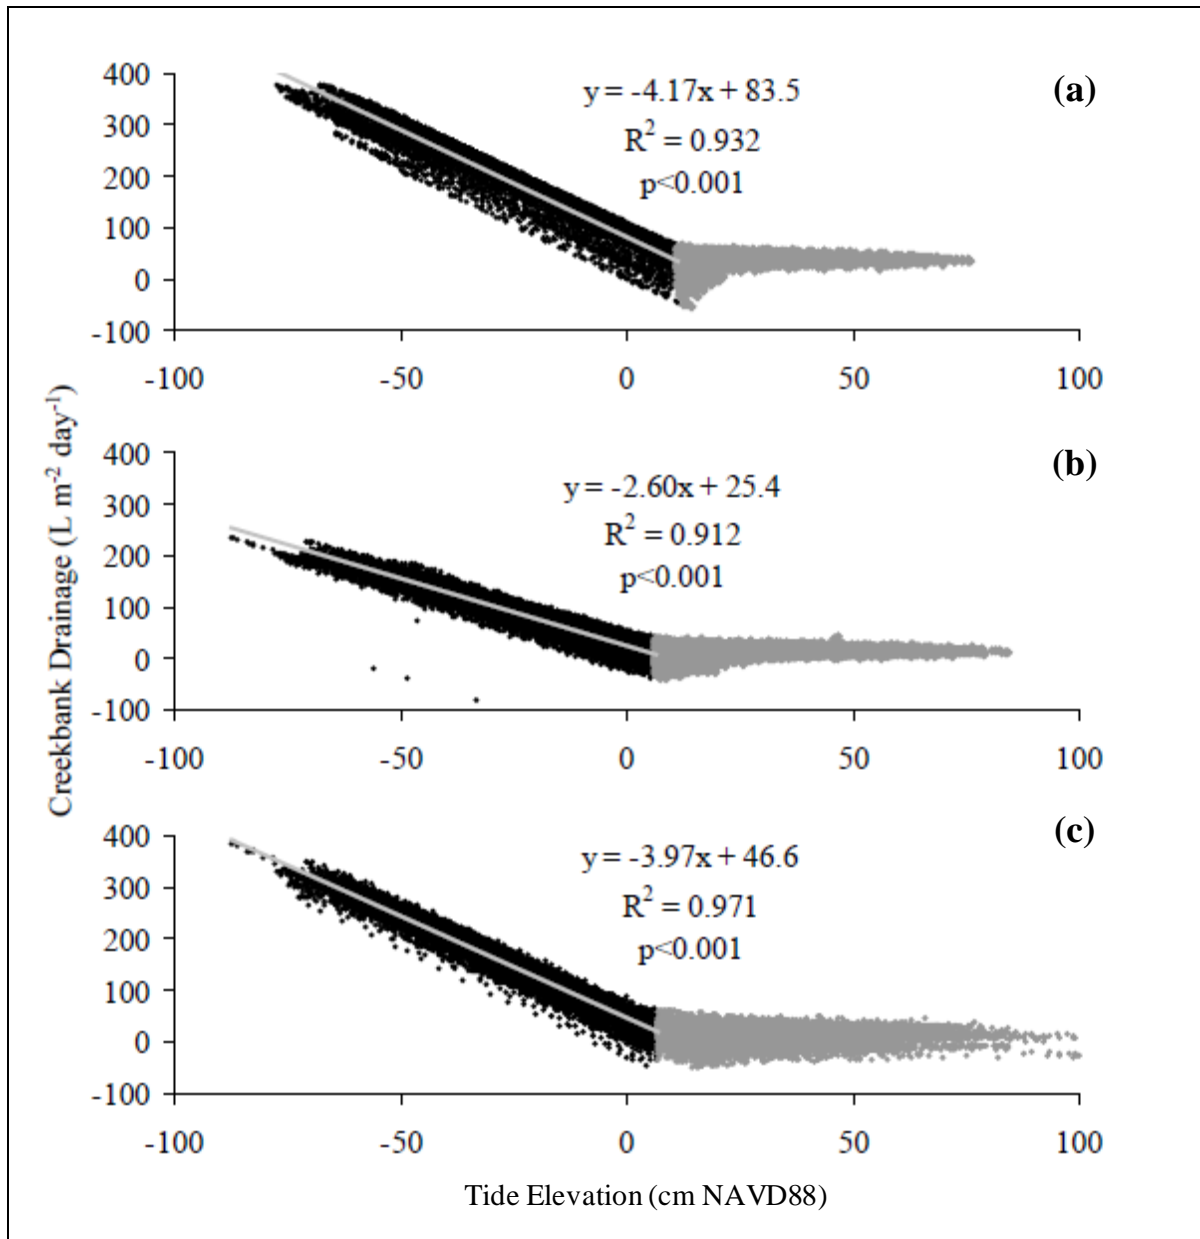 400
300
200
100
0
-100
-100 -50 0 50 100
y = -4.17x + 83.5
R² = 0.932
p<0.001
(a)
400
300
200
100
0
-100
-100 -50 0 50 100
y = -2.60x + 25.4
R² = 0.912
p<0.001
(b)
400
300
200
100
0
-100
-100 -50 0 50 100
y = -3.97x + 46.6
R² = 0.971
p<0.001
(c)
Creekbank Drainage (L m⁻² day⁻¹)
Tide Elevation (cm NAVD88)